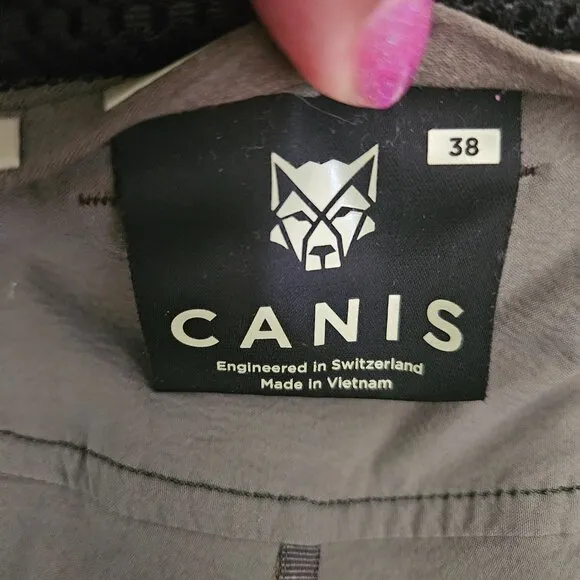 38
CANIS
Engineered in Switzerland
Made in Vietnam